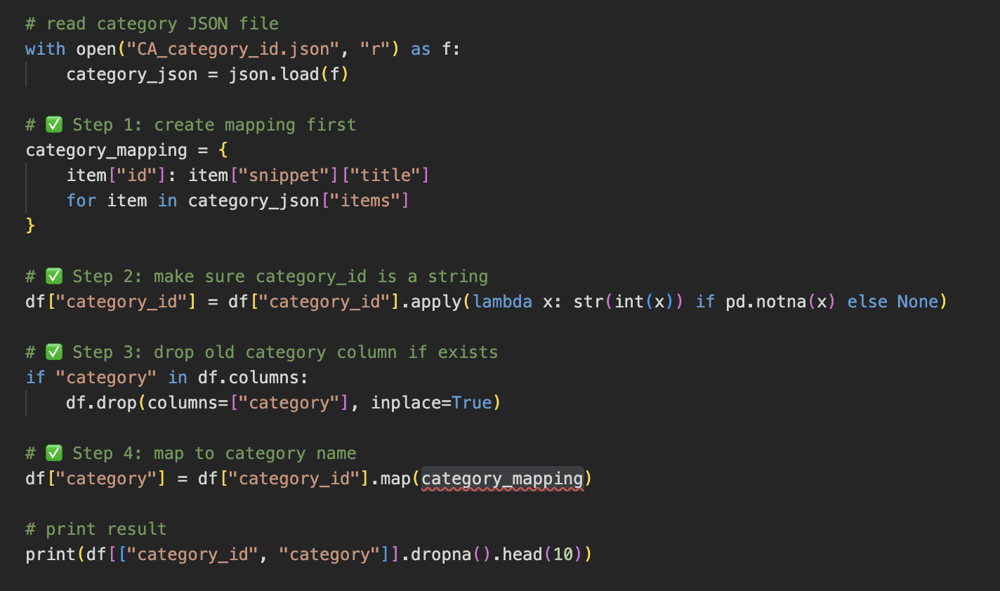 # read category JSON file
with open("CA_category_id.json", "r") as f:
    category_json = json.load(f)
# ✅ Step 1: create mapping first
category_mapping = {
    item["id"]: item["snippet"]["title"]
    for item in category_json["items"]
}
# ✅ Step 2: make sure category_id is a string
df["category_id"] = df["category_id"].apply(lambda x: str(int(x)) if pd.notna(x) else None)
# ✅ Step 3: drop old category column if exists
if "category" in df.columns:
    df.drop(columns=["category"], inplace=True)
# ✅ Step 4: map to category name
df["category"] = df["category_id"].map(category_mapping)
# print result
print(df[["category_id", "category"]].dropna().head(10))